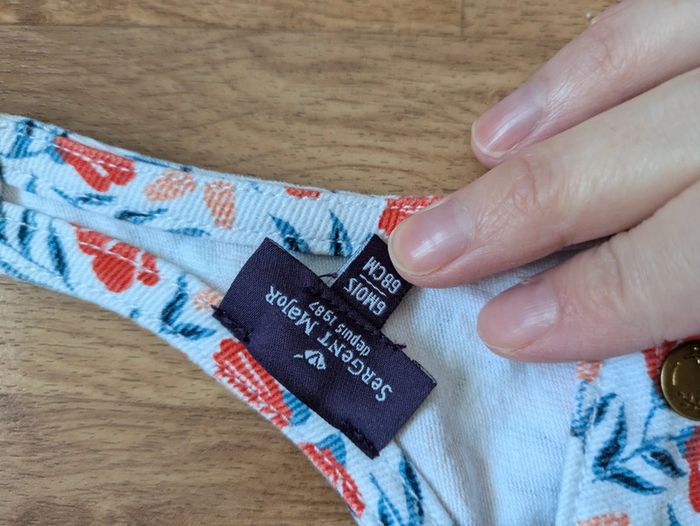 SERGENT MAJOR
depuis 1987
6MOIS
68CM